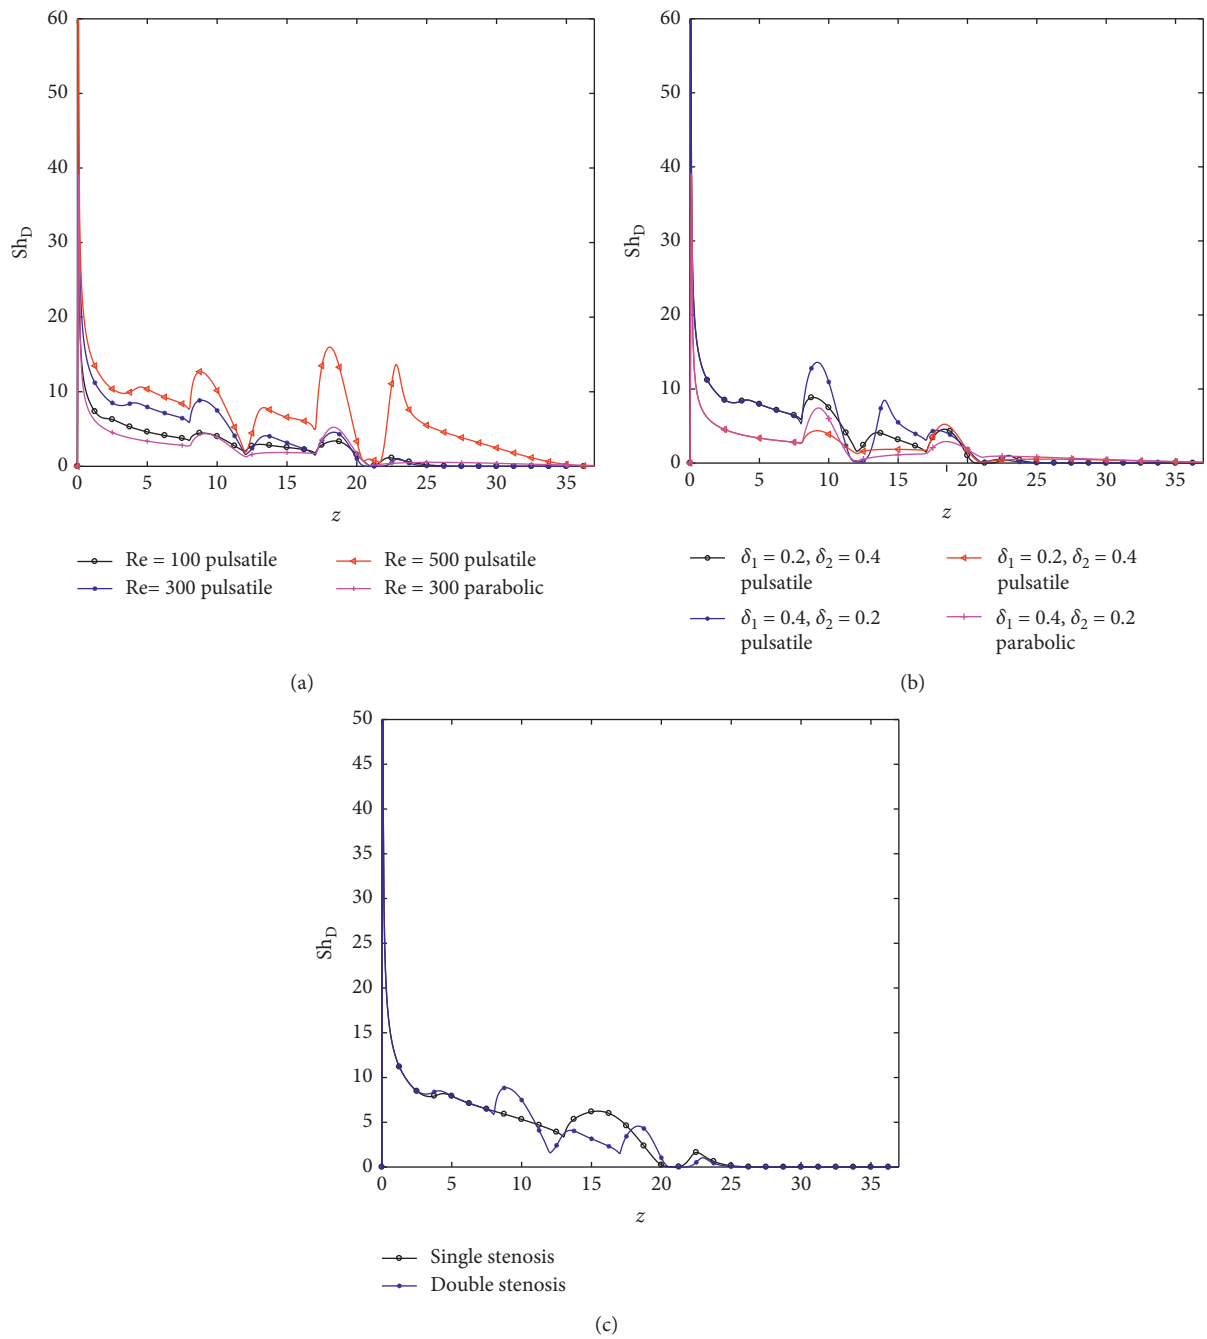 60
50
40
30
20
10
0
Sh_D
0 5 10 15 20 25 30 35
z
Re = 100 pulsatile
Re= 300 pulsatile
Re = 500 pulsatile
Re = 300 parabolic
(a)
60
50
40
30
20
10
0
Sh_D
0 5 10 15 20 25 30 35
z
δ₁ = 0.2, δ₂ = 0.4
pulsatile
δ₁ = 0.4, δ₂ = 0.2
pulsatile
δ₁ = 0.2, δ₂ = 0.4
pulsatile
δ₁ = 0.4, δ₂ = 0.2
parabolic
(b)
50
45
40
35
30
25
20
15
10
5
0
Sh_D
0 5 10 15 20 25 30 35
z
Single stenosis
Double stenosis
(c)